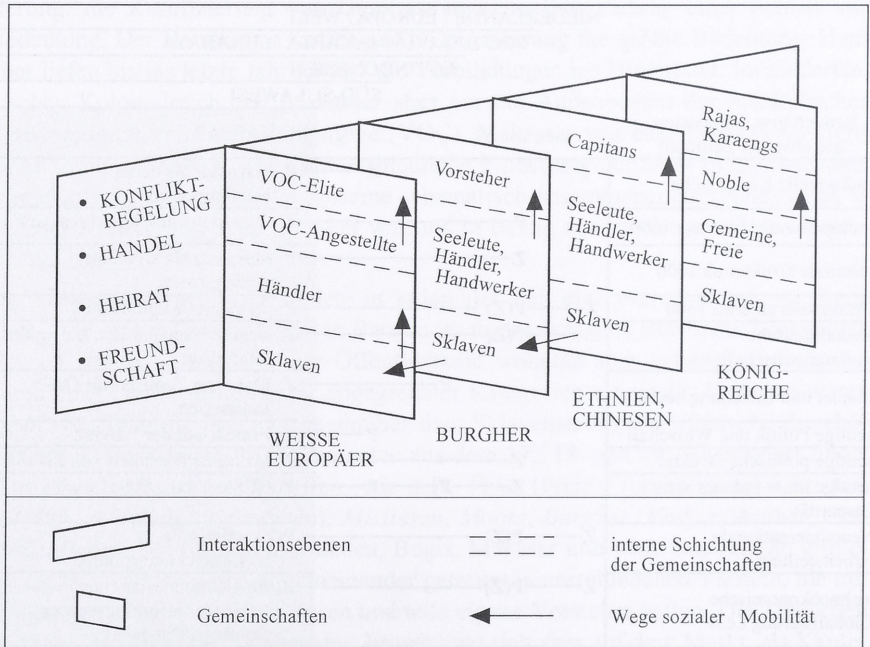 KONFLIKT-
REGELUNG
HANDEL
HEIRAT
FREUND-
SCHAFT
VOC-Elite
VOC-Angestellte
Händler
Sklaven
WEISSE
EUROPÄER
Vorsteher
Seeleute,
Händler,
Handwerker
Sklaven
BURGHER
Capitans
Seeleute,
Händler,
Handwerker
Sklaven
ETHNIEN,
CHINESEN
Rajas,
Karaengs
Noble
Gemeine,
Freie
Sklaven
KÖNIG-
REICHE
Interaktionsebenen
Gemeinschaften
interne Schichtung
der Gemeinschaften
Wege sozialer Mobilität